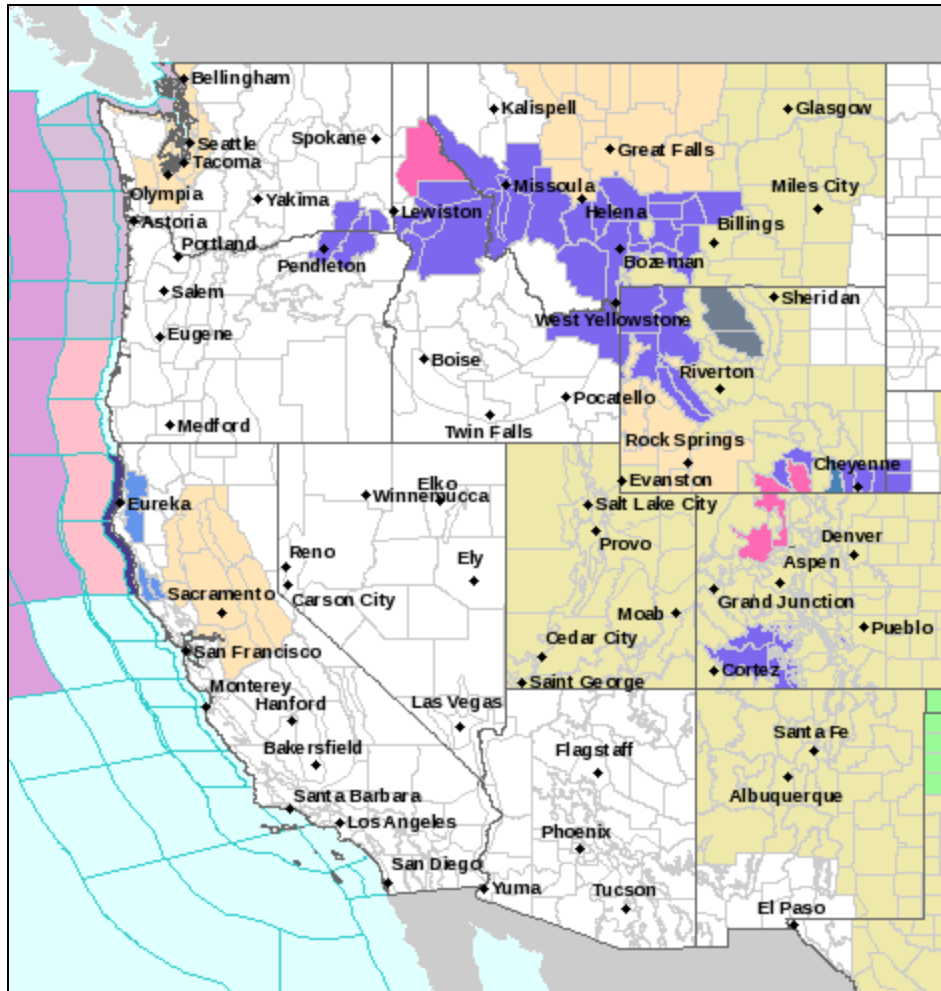 Bellingham
Kalispell
Glasgow
Spokane
Seattle
Great Falls
Tacoma
Olympia
Missoula
Miles City
Yakima
Helena
Lewiston
Astoria
Billings
Portland
Pendleton
Bozeman
Salem
Sheridan
West Yellowstone
Eugene
Boise
Riverton
Pocatello
Medford
Twin Falls
Rock Springs
Cheyenne
Evanston
Elko
Winnemucca
Eureka
Salt Lake City
Provo
Denver
Reno
Ely
Aspen
Sacramento
Carson City
Grand Junction
Moab
Pueblo
Cedar City
San Francisco
Cortez
Saint George
Monterey
Hanford
Las Vegas
Santa Fe
Bakersfield
Flagstaff
Albuquerque
Santa Barbara
Los Angeles
Phoenix
San Diego
Yuma
Tucson
El Paso